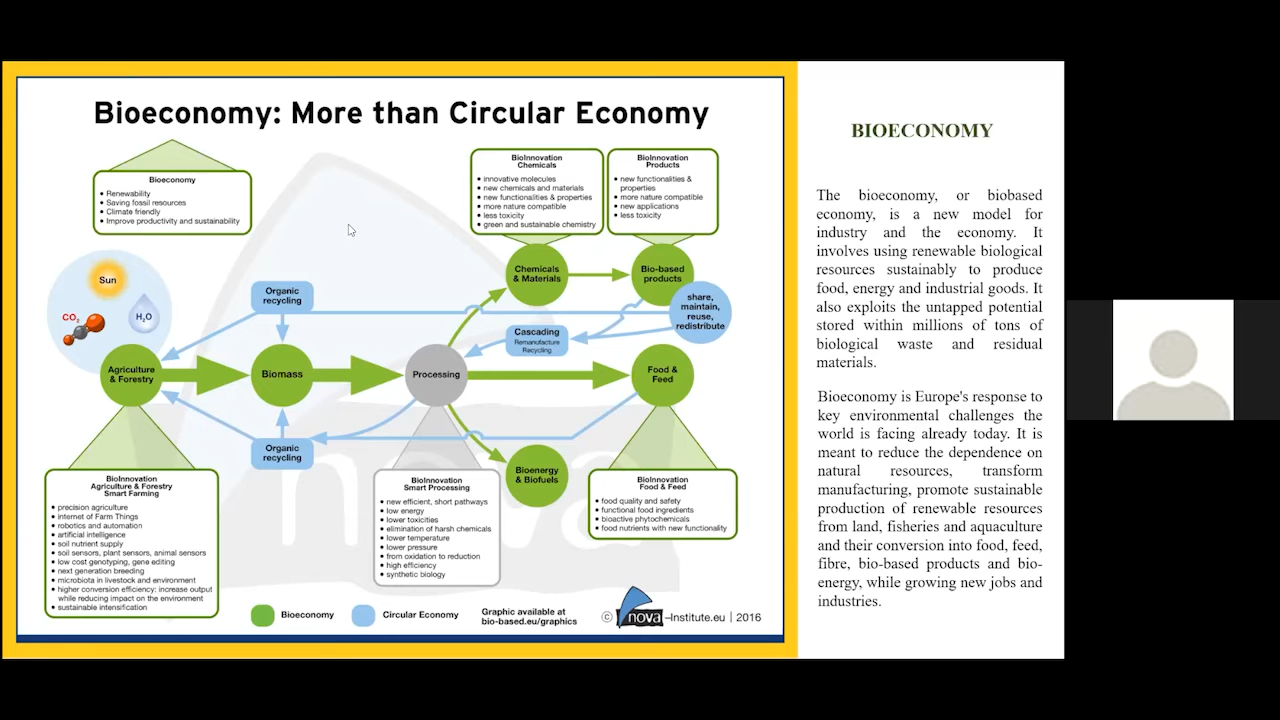 Bioeconomy: More than Circular Economy
Bioeconomy
• Renewability
• Saving fossil resources
• Climate friendly
• Improve productivity and sustainability
BioInnovation
Chemicals
• innovative molecules
• new chemicals and materials
• new functionalities & properties
• more nature compatible
• less toxicity
• green and sustainable chemistry
BioInnovation
Products
• new functionalities &
properties
• more nature compatible
• new applications
• less toxicity
Sun
CO2
H2O
Organic
recycling
Chemicals
& Materials
Bio-based
products
share,
maintain,
reuse,
redistribute
Cascading
Remanufacture
Recycling
Agriculture
& Forestry
Biomass
Processing
Food &
Feed
Organic
recycling
Bioenergy
& Biofuels
BioInnovation
Agriculture & Forestry
Smart Farming
• precision agriculture
• internet of Farm Things
• robotics and automation
• artificial intelligence
• soil nutrient supply
• soil sensors, plant sensors, animal sensors
• low cost genotyping, gene editing
• next generation breeding
• microbiota in livestock and environment
• higher conversion efficiency: increase output
while reducing impact on the environment
• sustainable intensification
BioInnovation
Smart Processing
• new efficient, short pathways
• low energy
• lower toxicities
• elimination of harsh chemicals
• lower temperature
• lower pressure
• from oxidation to reduction
• high efficiency
• synthetic biology
BioInnovation
Food & Feed
• food quality and safety
• functional food ingredients
• bioactive phytochemicals
• food nutrients with new functionality
Bioeconomy
Circular Economy
Graphic available at
bio-based.eu/graphics
© nova-Institute.eu | 2016
nova
BIOECONOMY
The bioeconomy, or biobased
economy, is a new model for
industry and the economy. It
involves using renewable biological
resources sustainably to produce
food, energy and industrial goods. It
also exploits the untapped potential
stored within millions of tons of
biological waste and residual
materials.
Bioeconomy is Europe's response to
key environmental challenges the
world is facing already today. It is
meant to reduce the dependence on
natural resources, transform
manufacturing, promote sustainable
production of renewable resources
from land, fisheries and aquaculture
and their conversion into food, feed,
fibre, bio-based products and bio-
energy, while growing new jobs and
industries.